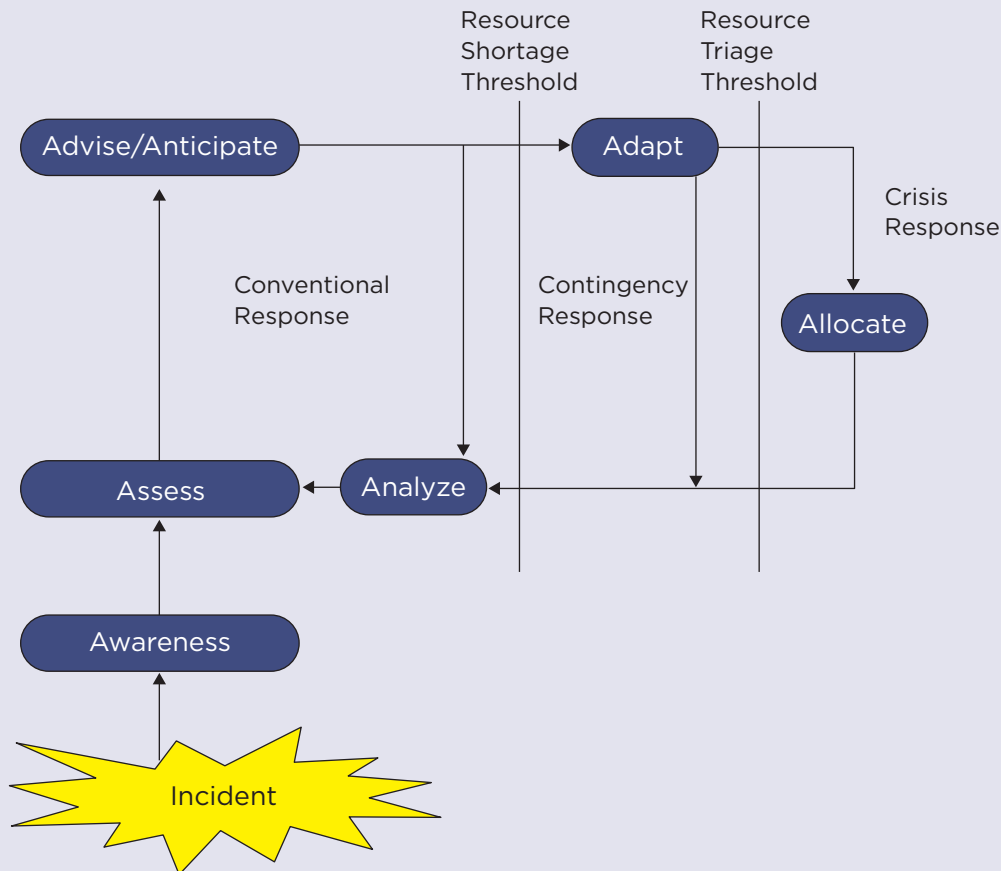 Resource
Shortage
Threshold
Resource
Triage
Threshold
Advise/Anticipate
Adapt
Crisis
Response
Conventional
Response
Contingency
Response
Allocate
Assess
Analyze
Awareness
Incident